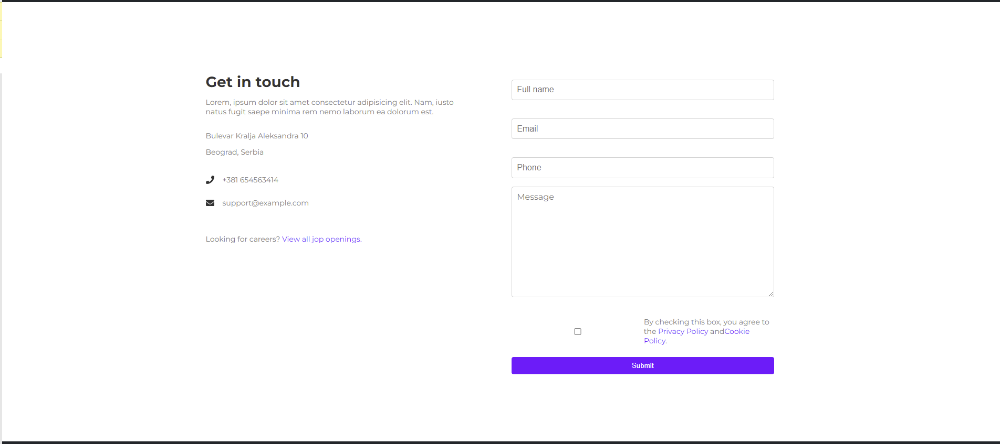 Get in touch
Lorem, ipsum dolor sit amet consectetur adipisicing elit. Nam, iusto
natus fugit saepe minima rem nemo laborum ea dolorum est.
Bulevar Kralja Aleksandra 10
Beograd, Serbia
+381 654563414
support@example.com
Looking for careers? View all jop openings.
Full name
Email
Phone
Message
By checking this box, you agree to
the Privacy Policy andCookie
Policy.
Submit